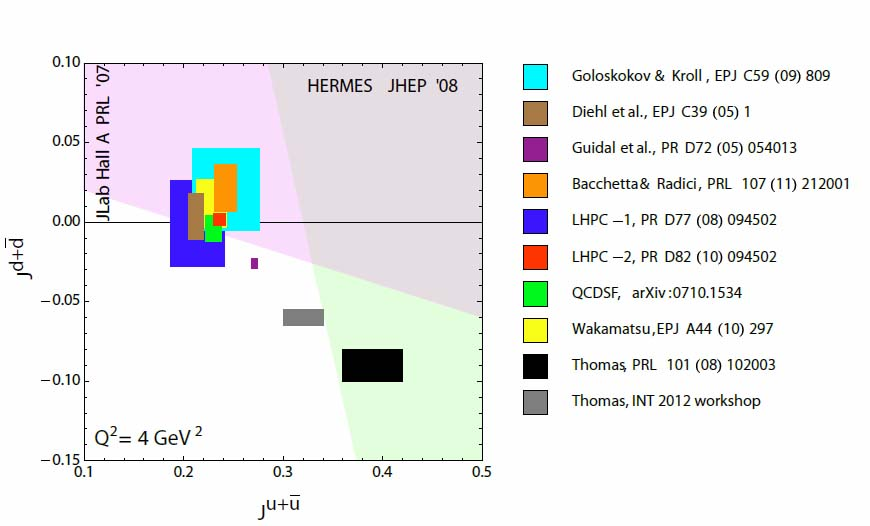 0.10
0.05
0.00
−0.05
−0.10
−0.15
0.1
0.2
0.3
0.4
0.5
J^{d+d̅}
J^{u+u̅}
JLab Hall A PRL '07
HERMES JHEP '08
Q²= 4 GeV²
Goloskokov & Kroll , EPJ C59 (09) 809
Diehl et al., EPJ C39 (05) 1
Guidal et al., PR D72 (05) 054013
Bacchetta & Radici, PRL 107 (11) 212001
LHPC −1, PR D77 (08) 094502
LHPC −2, PR D82 (10) 094502
QCDSF, arXiv:0710.1534
Wakamatsu, EPJ A44 (10) 297
Thomas, PRL 101 (08) 102003
Thomas, INT 2012 workshop